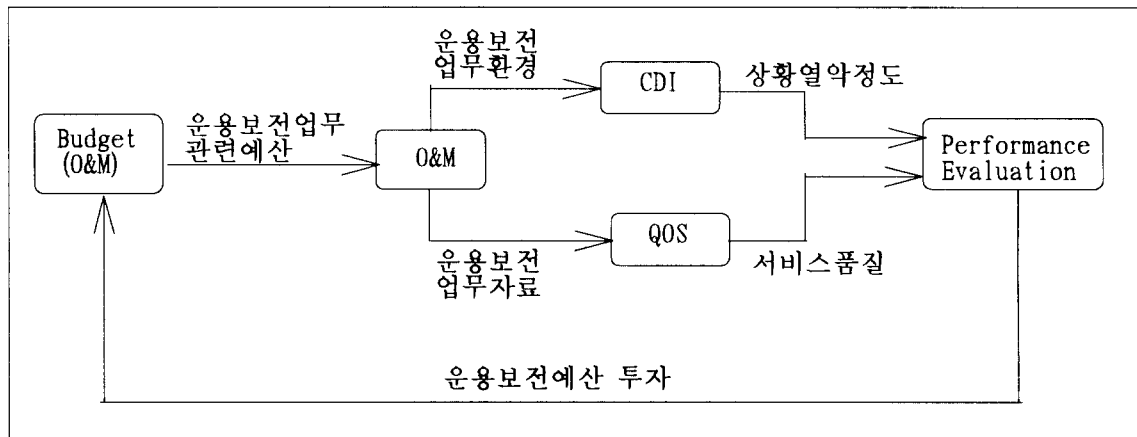 운용보전
업무환경
CDI
상황열악정도
Budget
(O&M)
운용보전업무
관련예산
O&M
Performance
Evaluation
QOS
운용보전
업무자료
서비스품질
운용보전예산 투자